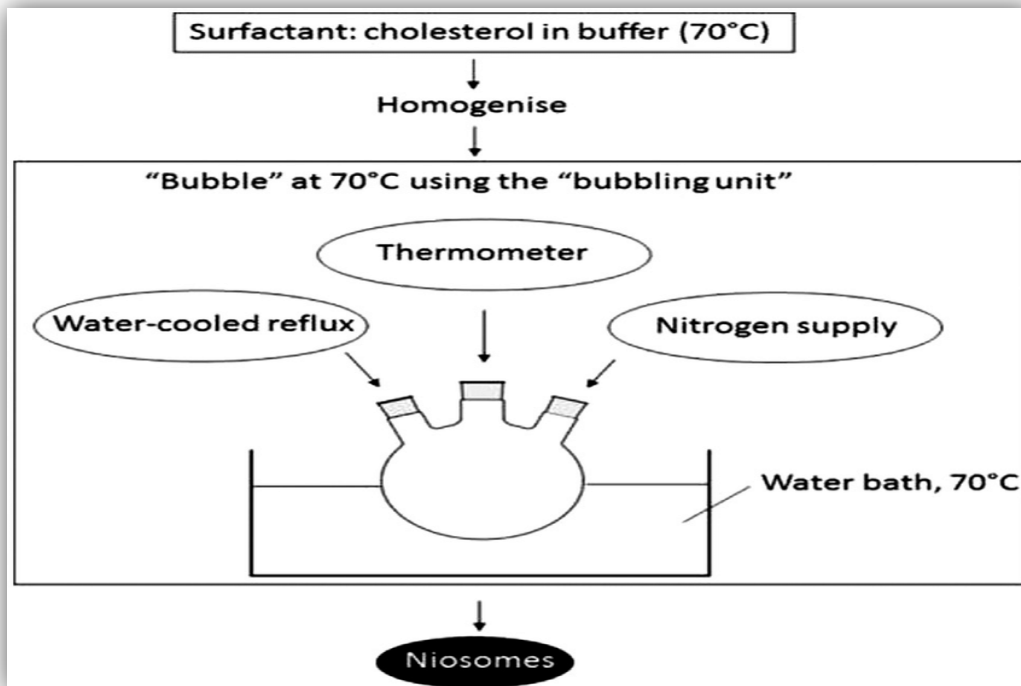 Surfactant: cholesterol in buffer (70°C)
Homogenise
“Bubble” at 70°C using the “bubbling unit”
Thermometer
Water-cooled reflux
Nitrogen supply
Water bath, 70°C
Niosomes